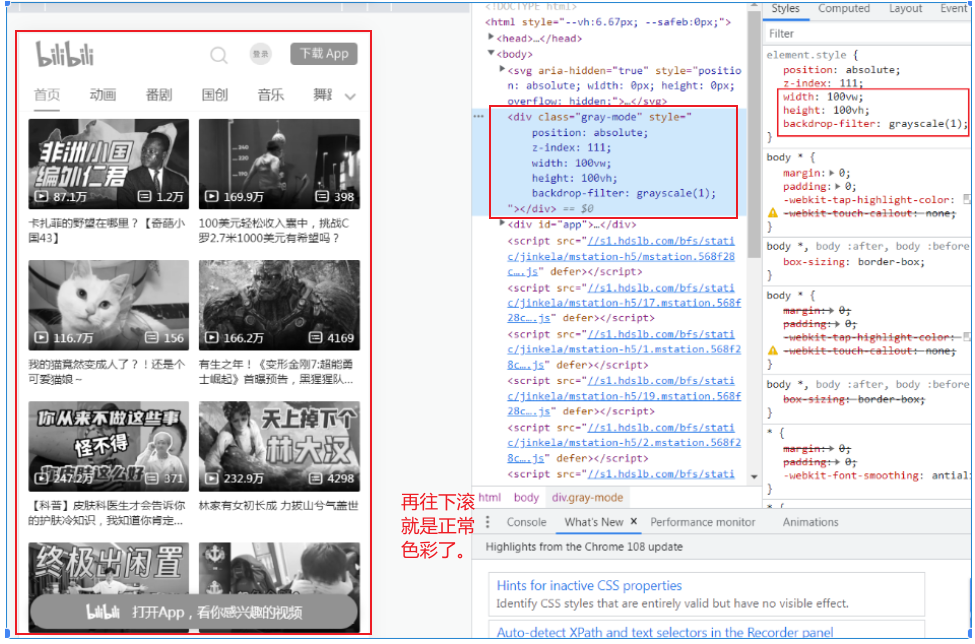 bilibili
登录
下载 App
首页 动画 番剧 国创 音乐 舞蹈
非洲小国
编外仁君
87.1万 1.2万
169.9万 398
卡扎菲的野望在哪里？【奇葩小
国43】
100美元轻松收入囊中，挑战C
罗2.7米1000美元有希望吗？
116.7万 156
166.2万 4169
我的猫竟然变成人了？！还是个
可爱猫娘～
有生之年！《变形金刚7:超能勇
士崛起》首曝预告，黑猩猩队...
你从来不做这些事
怪不得
247.2万 371
天上掉下个
林大汉
232.9万 4298
【科普】皮肤科医生才会告诉你
的护肤冷知识，我知道你肯定...
林家有女初长成 力拔山兮气盖世
终极出闲置
bilibili 打开App，看你感兴趣的视频
再往下滚
就是正常
色彩了。
<!DOCTYPE html>
<html style="--vh:6.67px; --safeb:0px;">
<head>…</head>
<body>
<svg aria-hidden="true" style="positio
n: absolute; width: 0px; height: 0px;
overflow: hidden;">…</svg>
<div class="gray-mode" style="
position: absolute;
z-index: 111;
width: 100vw;
height: 100vh;
backdrop-filter: grayscale(1);
"></div> == $0
<div id="app">…</div>
<script src="//s1.hdslb.com/bfs/stati
c/jinkela/mstation-h5/mstation.568f28
c….js" defer></script>
<script src="//s1.hdslb.com/bfs/stati
c/jinkela/mstation-h5/17.mstation.568f
28c….js" defer></script>
<script src="//s1.hdslb.com/bfs/stati
c/jinkela/mstation-h5/1.mstation.568f2
8c….js" defer></script>
<script src="//s1.hdslb.com/bfs/stati
c/jinkela/mstation-h5/19.mstation.568f
28c….js" defer></script>
<script src="//s1.hdslb.com/bfs/stati
c/jinkela/mstation-h5/2.mstation.568f2
8c….js" defer></script>
<script src="//s1.hdslb.com/bfs/stati
html body div.gray-mode
Styles Computed Layout Event
Filter
element.style {
position: absolute;
z-index: 111;
width: 100vw;
height: 100vh;
backdrop-filter: grayscale(1);
}
body * {
margin: 0;
padding: 0;
-webkit-tap-highlight-color:
-webkit-touch-callout: none;
}
body *, body :after, body :before
box-sizing: border-box;
}
body * {
margin: 0;
padding: 0;
-webkit-tap-highlight-color:
-webkit-touch-callout: none;
}
body *, body :after, body :before
box-sizing: border-box;
}
* {
margin: 0;
padding: 0;
-webkit-font-smoothing: antial
}
Console What's New × Performance monitor Animations
Highlights from the Chrome 108 update
Hints for inactive CSS properties
Identify CSS styles that are entirely valid but have no visible effect.
Auto-detect XPath and text selectors in the Recorder panel